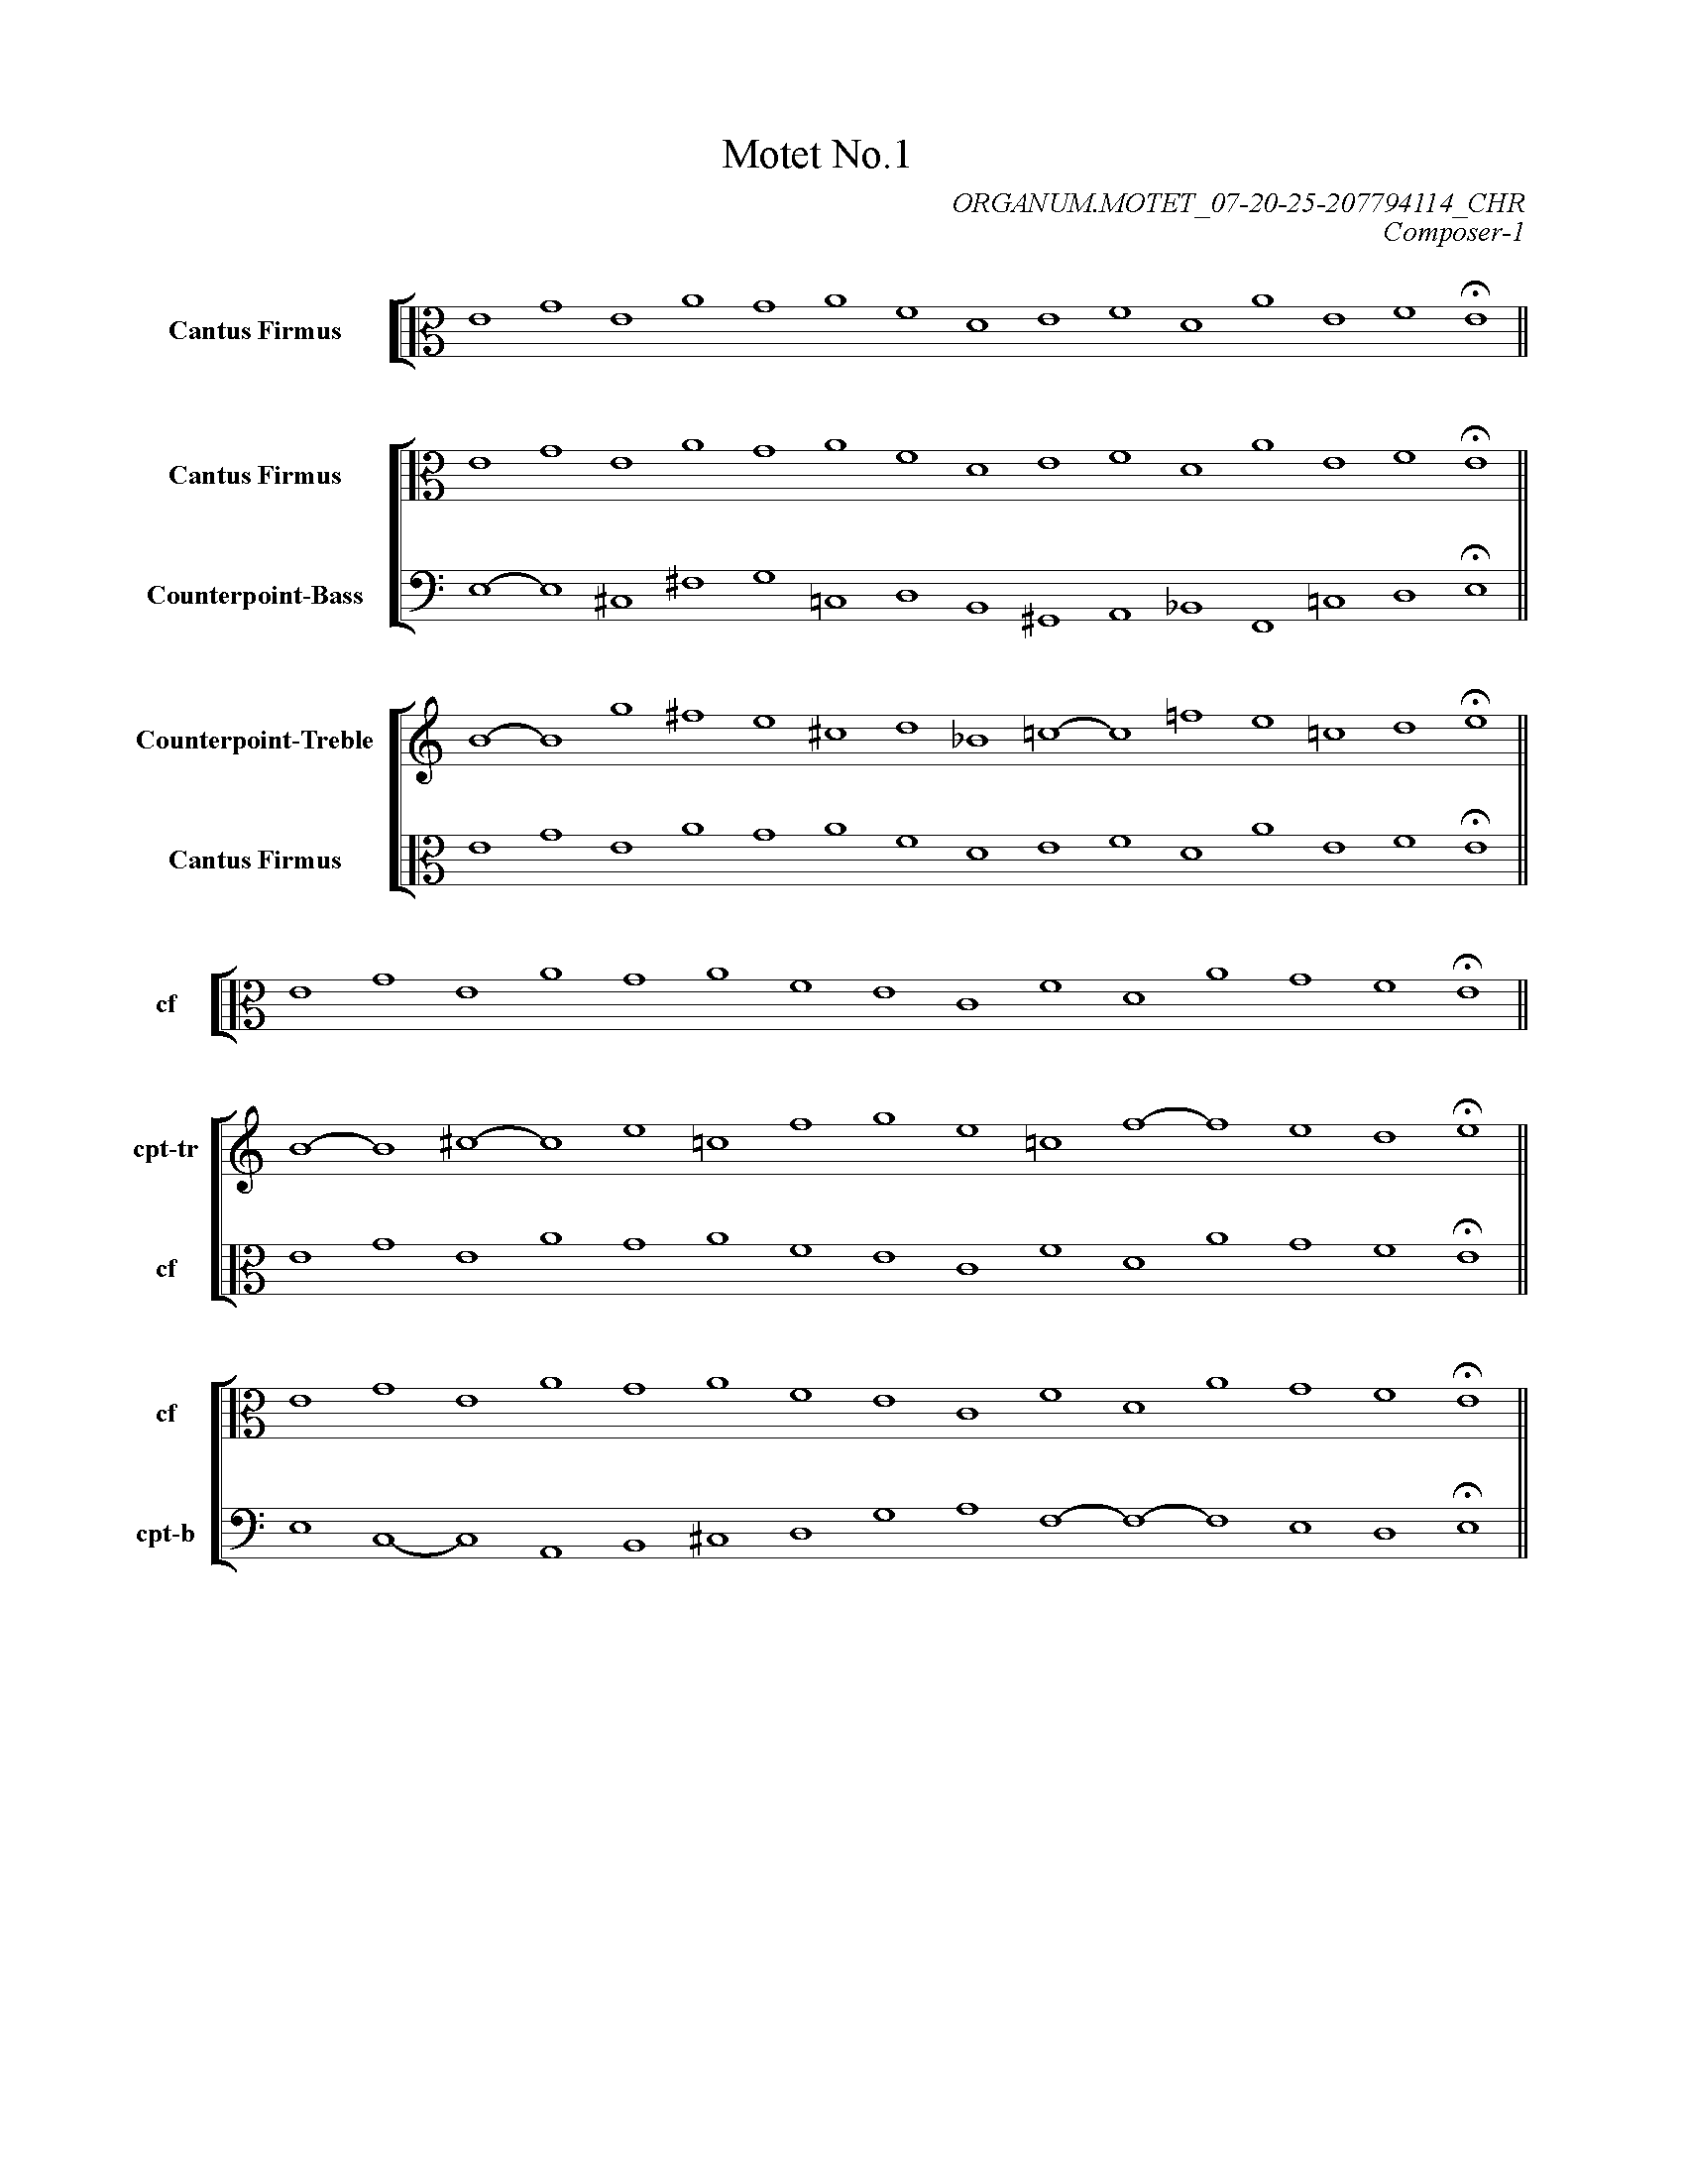 Motet No.1
ORGANUM.MOTET_07-20-25-207794114_CHR
Composer-1
Cantus Firmus
Cantus Firmus
Counterpoint-Bass
Counterpoint-Treble
Cantus Firmus
cf
cpt-tr
cf
cf
cpt-b